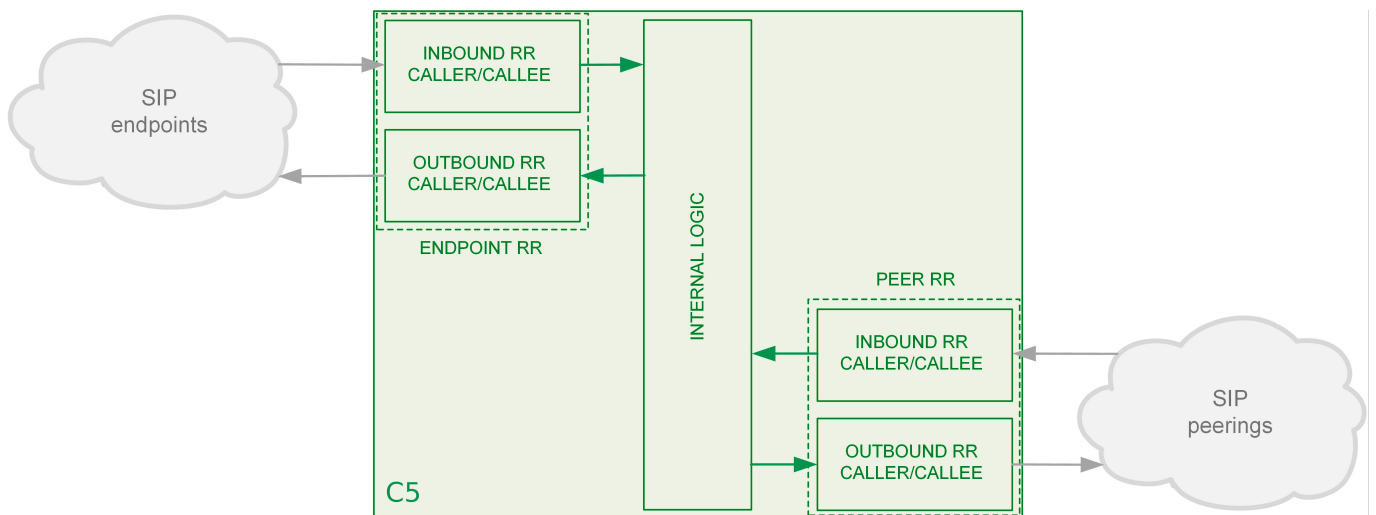 INBOUND RR
CALLER/CALLEE
SIP
endpoints
OUTBOUND RR
CALLER/CALLEE
ENDPOINT RR
INTERNAL LOGIC
PEER RR
INBOUND RR
CALLER/CALLEE
SIP
peerings
OUTBOUND RR
CALLER/CALLEE
C5